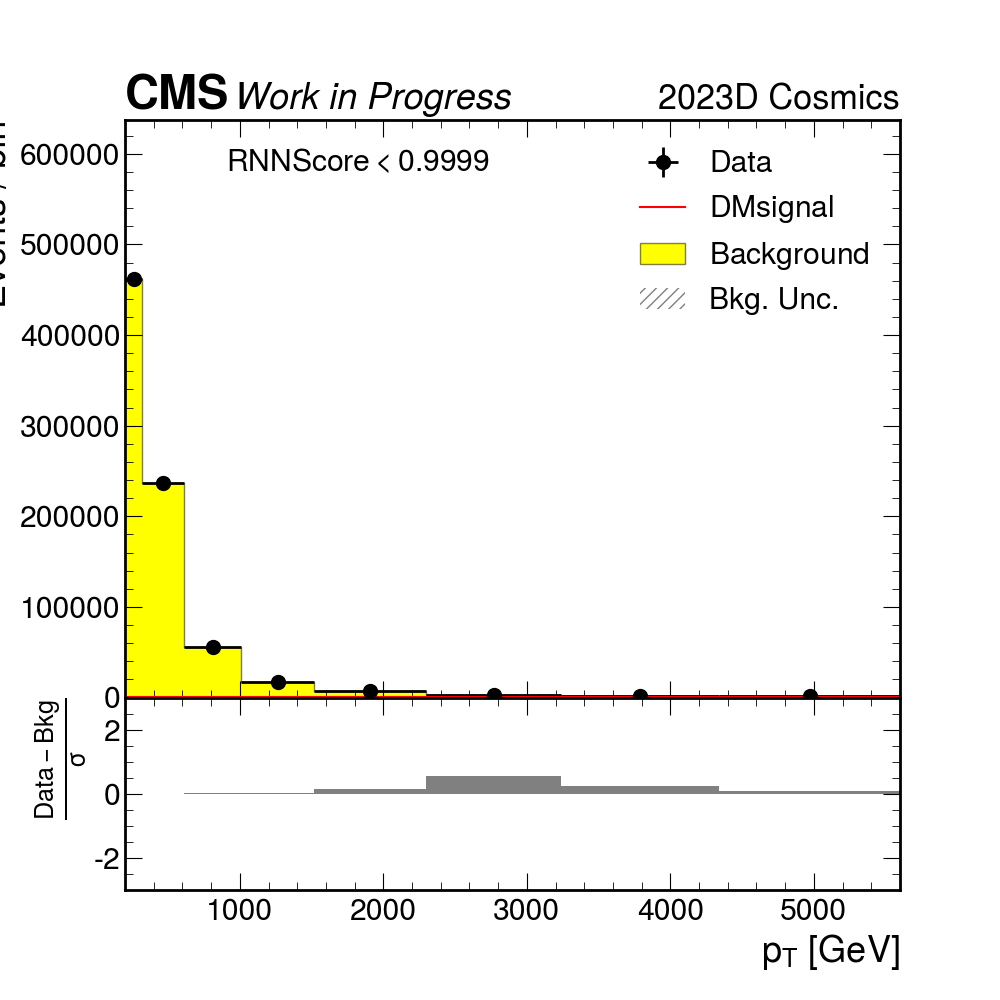 CMS Work in Progress 2023D Cosmics
RNNScore < 0.9999
Data
DMsignal
Background
Bkg. Unc.
600000
500000
400000
300000
200000
100000
0
Data – Bkg
σ
2
0
-2
1000 2000 3000 4000 5000
pT [GeV]